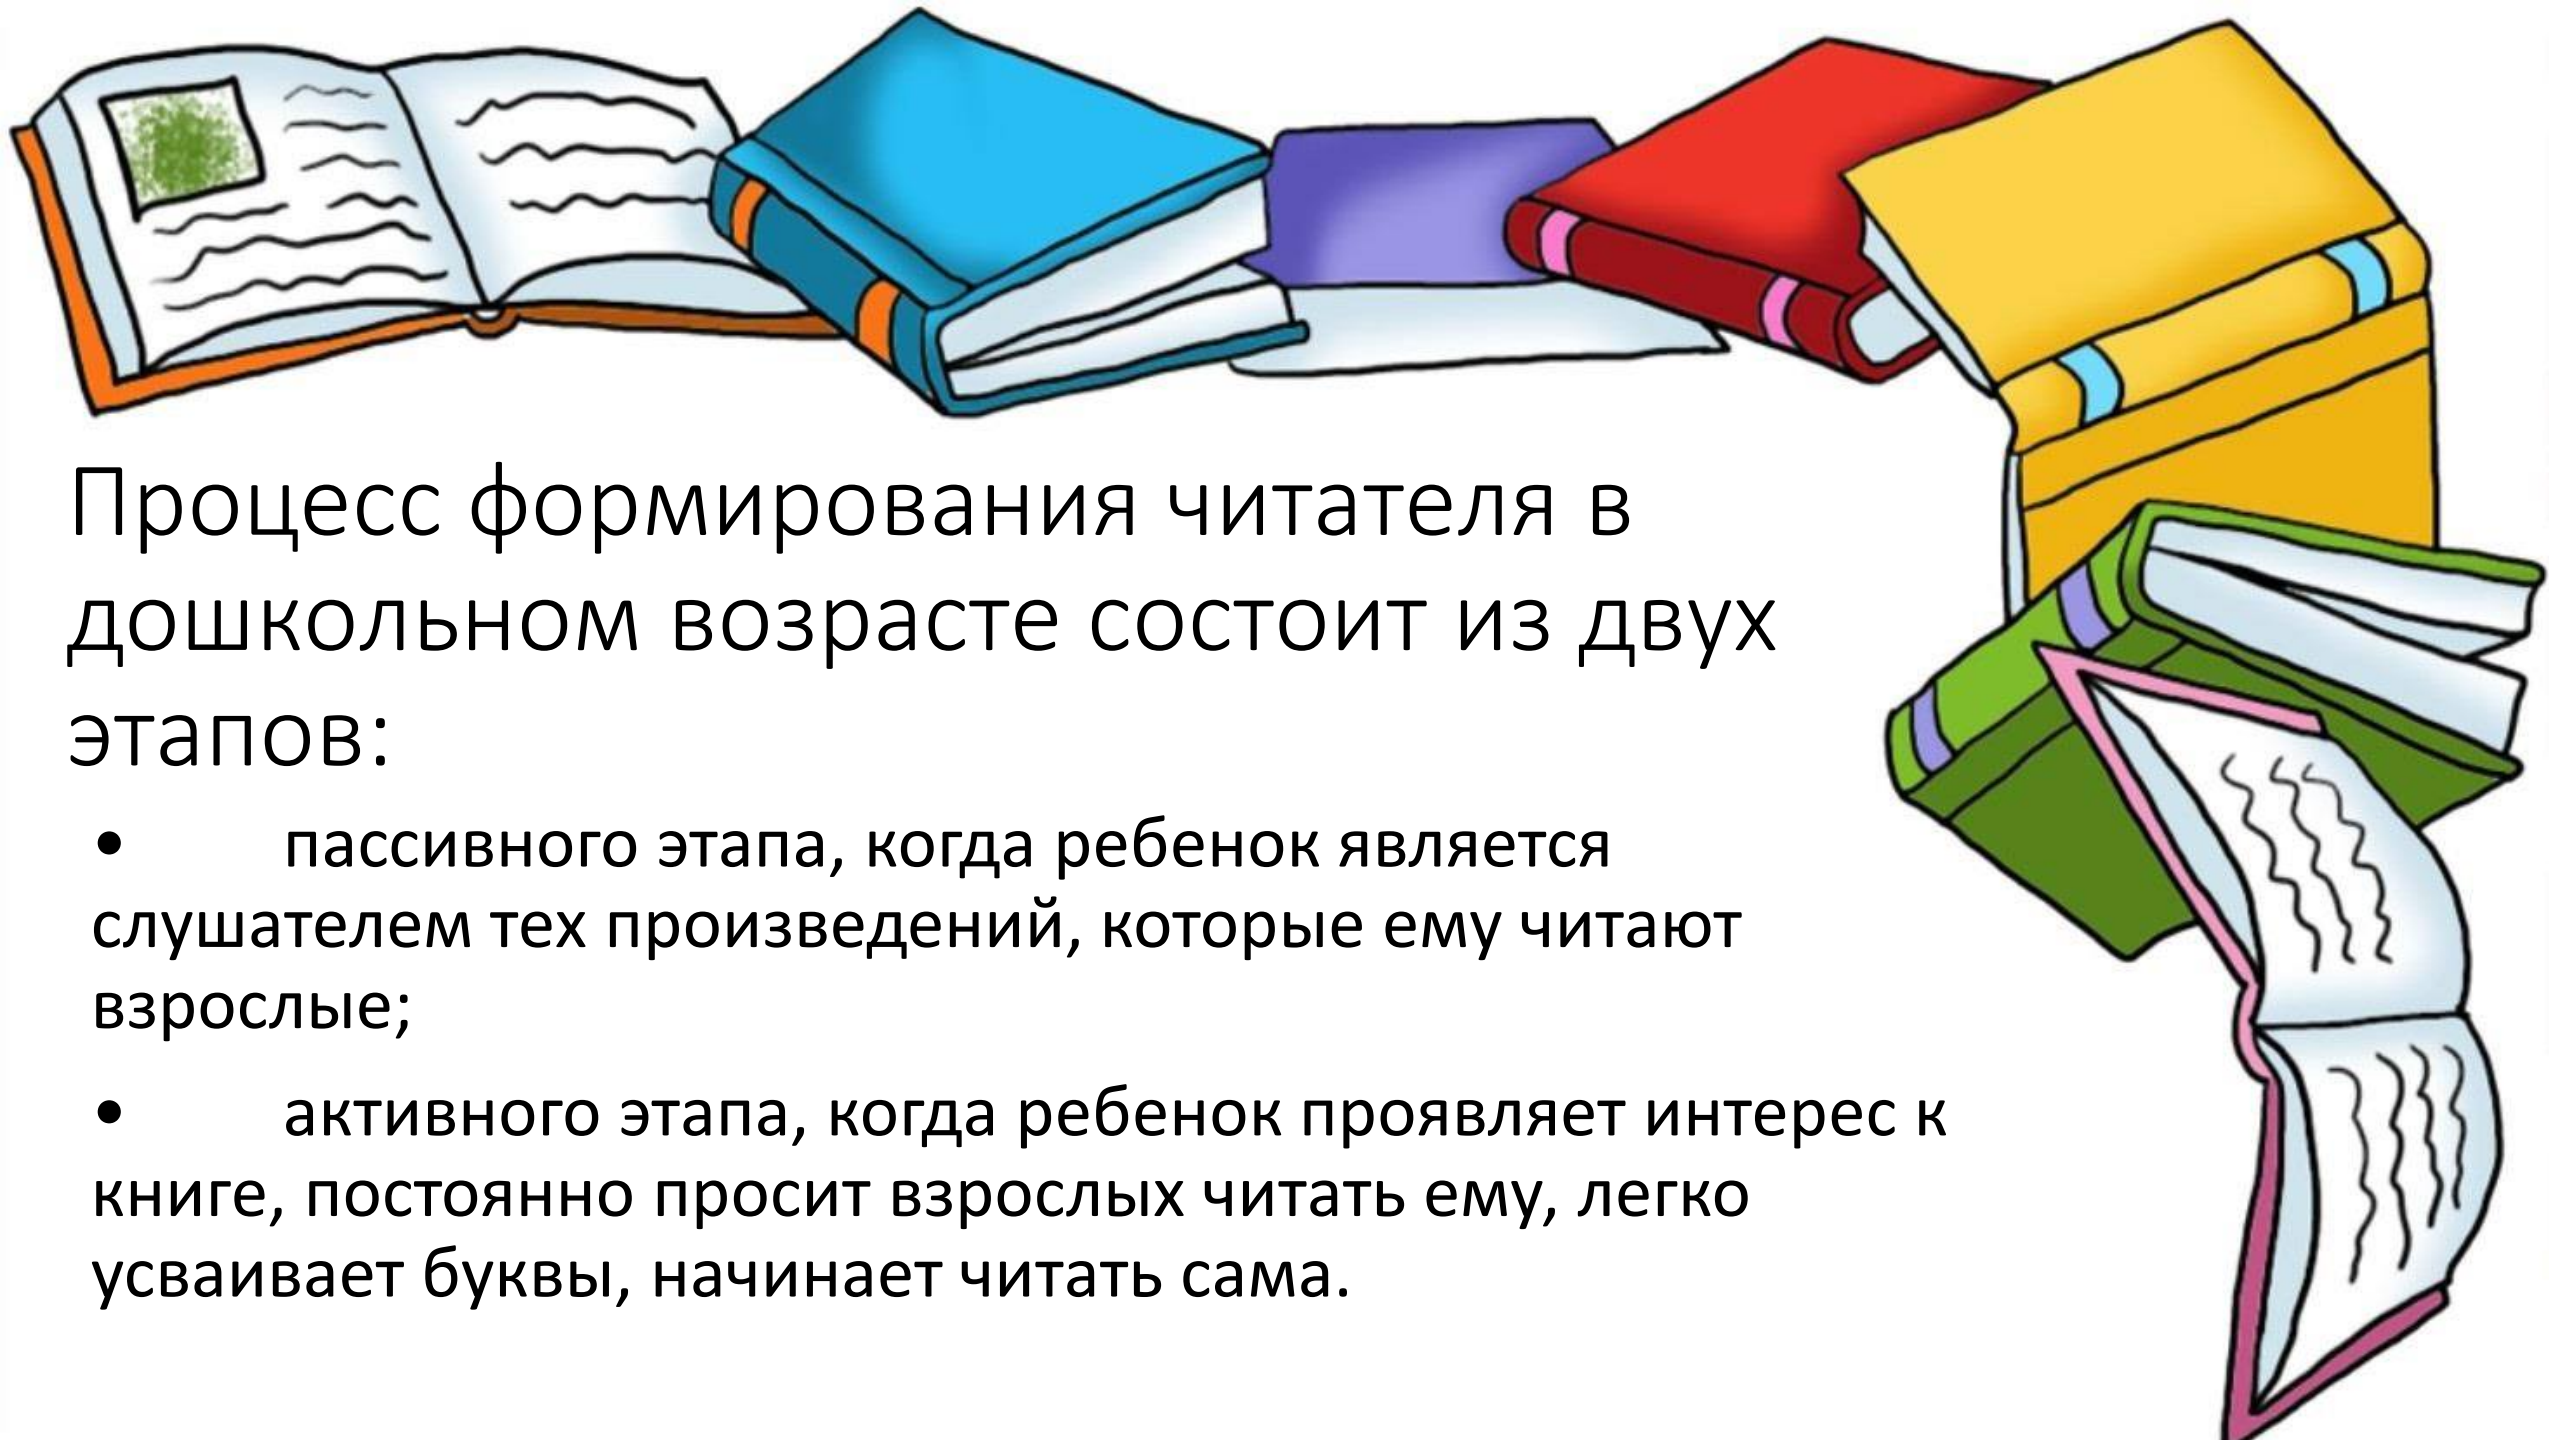 Процесс формирования читателя в
дошкольном возрасте состоит из двух
этапов:
• пассивного этапа, когда ребенок является
слушателем тех произведений, которые ему читают
взрослые;
• активного этапа, когда ребенок проявляет интерес к
книге, постоянно просит взрослых читать ему, легко
усваивает буквы, начинает читать сама.